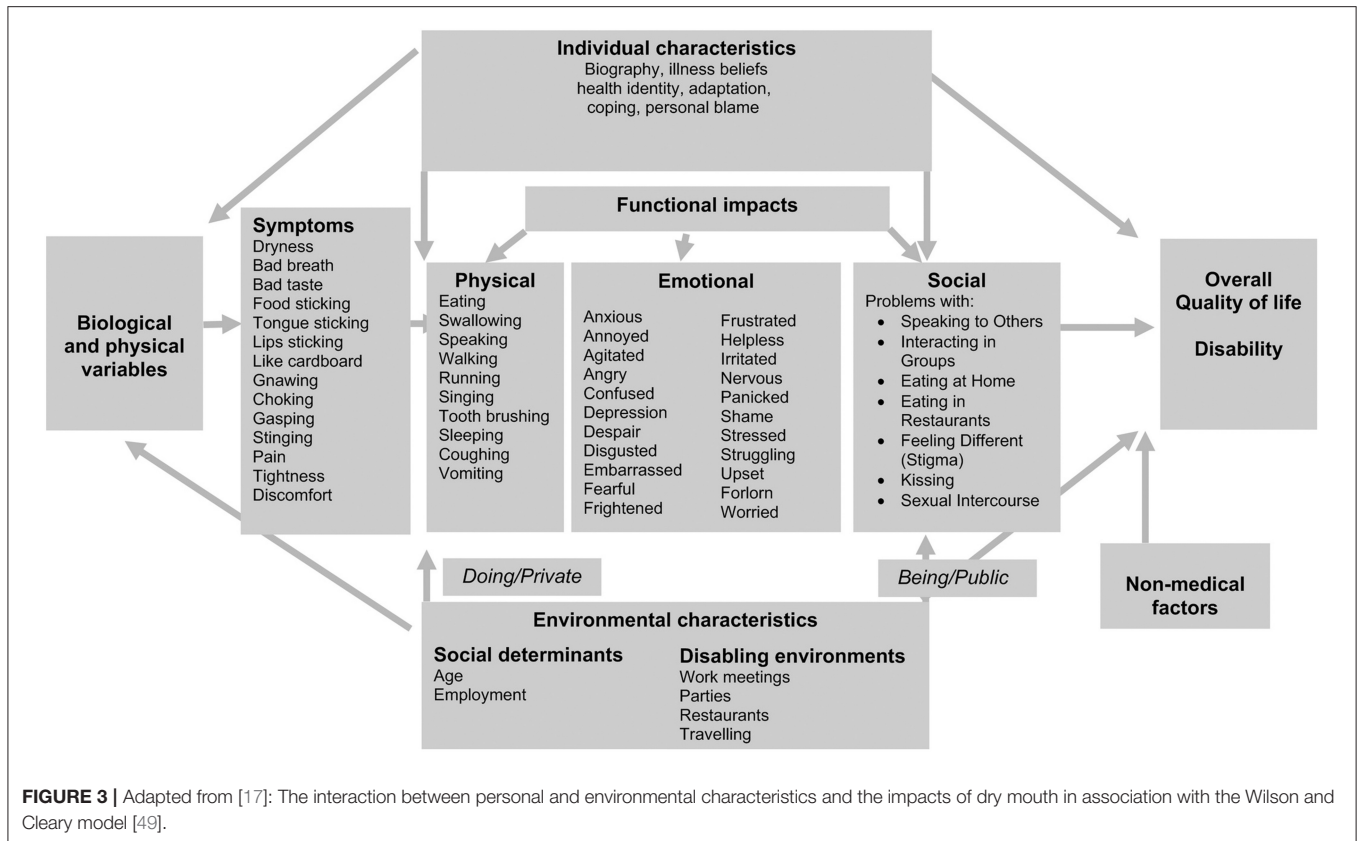 Individual characteristics
Biography, illness beliefs
health identity, adaptation,
coping, personal blame
Functional impacts
Biological
and physical
variables
Symptoms
Dryness
Bad breath
Bad taste
Food sticking
Tongue sticking
Lips sticking
Like cardboard
Gnawing
Choking
Gasping
Stinging
Pain
Tightness
Discomfort
Physical
Eating
Swallowing
Speaking
Walking
Running
Singing
Tooth brushing
Sleeping
Coughing
Vomiting
Emotional
Anxious
Annoyed
Agitated
Angry
Confused
Depression
Despair
Disgusted
Embarrassed
Fearful
Frightened
Frustrated
Helpless
Irritated
Nervous
Panicked
Shame
Stressed
Struggling
Upset
Forlorn
Worried
Social
Problems with:
• Speaking to Others
• Interacting in
Groups
• Eating at Home
• Eating in
Restaurants
• Feeling Different
(Stigma)
• Kissing
• Sexual Intercourse
Overall
Quality of life
Disability
Doing/Private
Being/Public
Non-medical
factors
Environmental characteristics
Social determinants
Age
Employment
Disabling environments
Work meetings
Parties
Restaurants
Travelling
FIGURE 3 | Adapted from [17]: The interaction between personal and environmental characteristics and the impacts of dry mouth in association with the Wilson and
Cleary model [49].